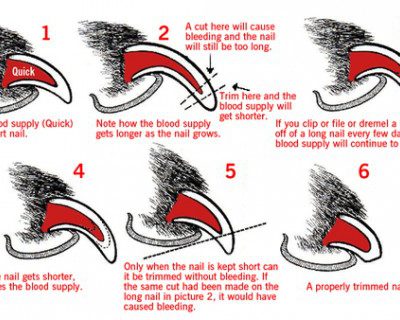 1
Quick
od supply (Quick)
rt nail.
2
A cut here will cause
bleeding and the nail
will still be too long.
Trim here and the
blood supply will
get shorter.
Note how the blood supply
gets longer as the nail grows.
If you clip or file or dremel a
off of a long nail every few da
blood supply will continue to
4
e nail gets shorter,
es the blood supply.
5
Only when the nail is kept short can
it be trimmed without bleeding. If
the same cut had been made on the
long nail in picture 2, it would have
caused bleeding.
6
A properly trimmed na